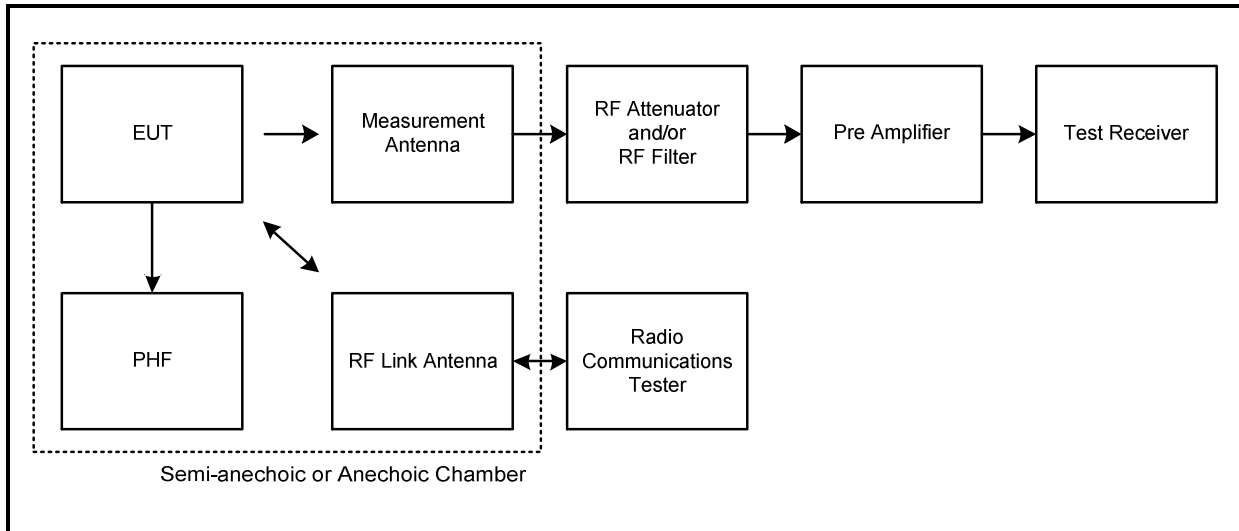 EUT
Measurement
Antenna
RF Attenuator
and/or
RF Filter
Pre Amplifier
Test Receiver
PHF
RF Link Antenna
Radio
Communications
Tester
Semi-anechoic or Anechoic Chamber